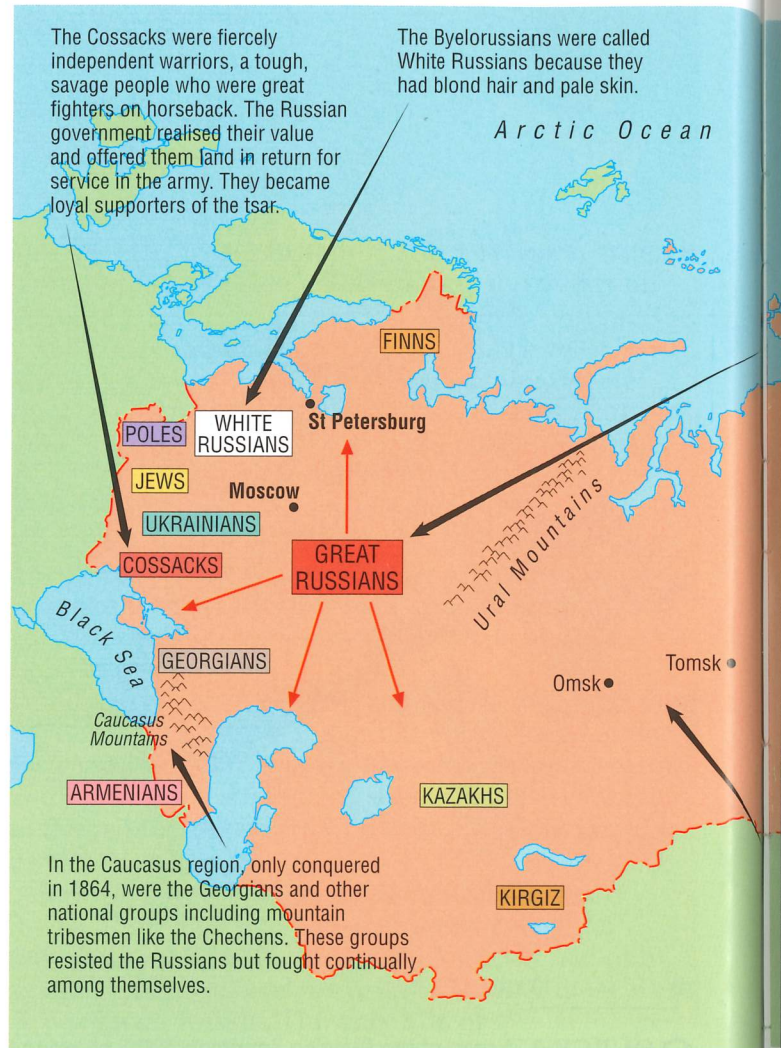 The Cossacks were fiercely
independent warriors, a tough,
savage people who were great
fighters on horseback. The Russian
government realised their value
and offered them land in return for
service in the army. They became
loyal supporters of the tsar.
The Byelorussians were called
White Russians because they
had blond hair and pale skin.
Arctic Ocean
FINNS
POLES
WHITE
RUSSIANS
St Petersburg
JEWS
Moscow
UKRAINIANS
COSSACKS
GREAT
RUSSIANS
Ural Mountains
Black Sea
GEORGIANS
Omsk
Tomsk
Caucasus
Mountains
ARMENIANS
KAZAKHS
KIRGIZ
In the Caucasus region, only conquered
in 1864, were the Georgians and other
national groups including mountain
tribesmen like the Chechens. These groups
resisted the Russians but fought continually
among themselves.